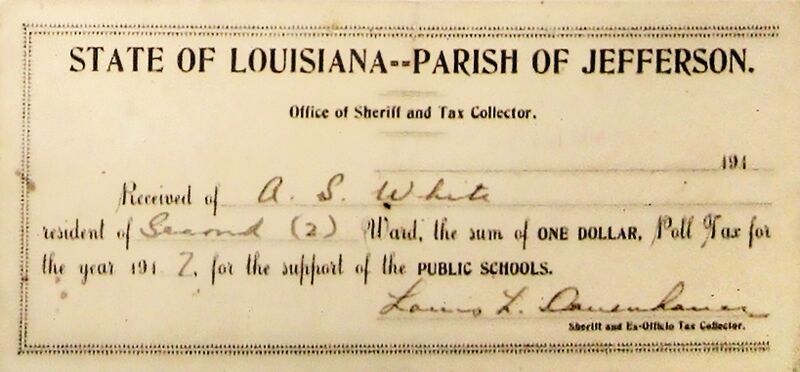 STATE OF LOUISIANA--PARISH OF JEFFERSON.
Office of Sheriff and Tax Collector.
191
Received of A. S. White
resident of Second (2) Ward, the sum of ONE DOLLAR, Poll Tax for
the year 1917, for the support of the PUBLIC SCHOOLS.
Louis L.
Sheriff and Ex-Officio Tax Collector.